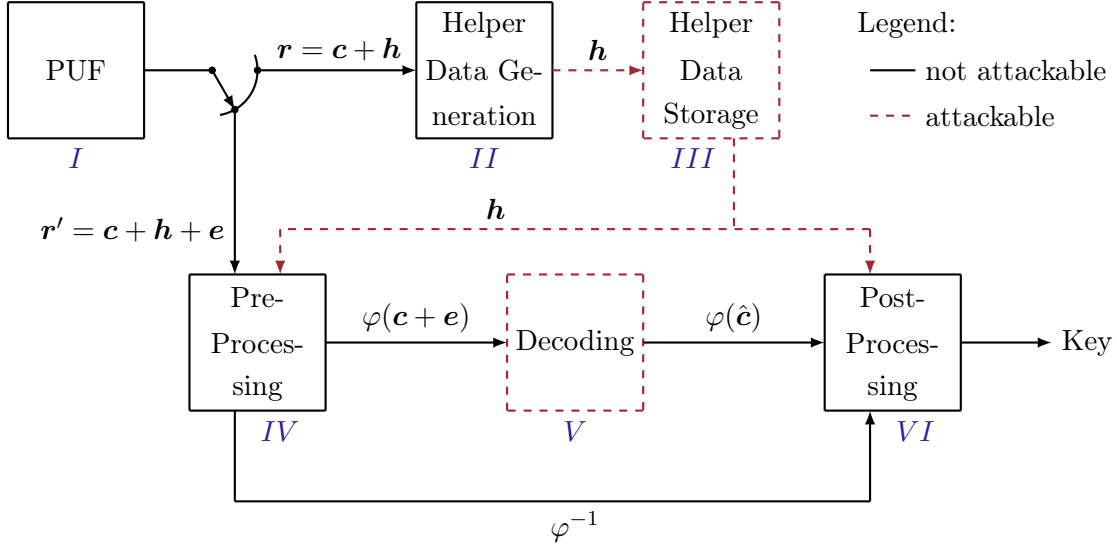 PUF
I
r = c + h
Helper
Data Ge-
neration
II
h
Helper
Data
Storage
III
Legend:
not attackable
attackable
r′ = c + h + e
h
Pre-
Proces-
sing
IV
φ(c + e)
Decoding
V
φ(ĉ)
Post-
Proces-
sing
VI
Key
φ⁻¹